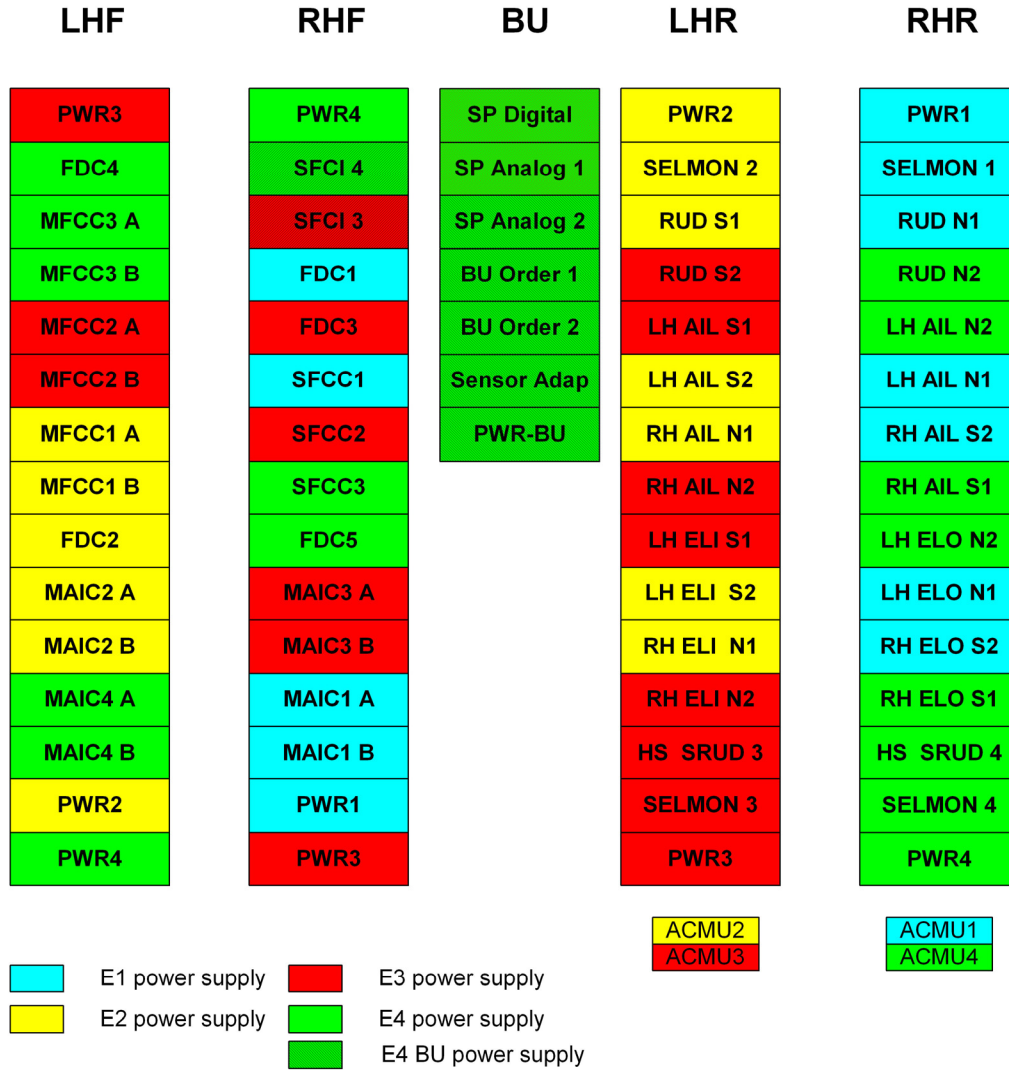 LHF
RHF
BU
LHR
RHR
PWR3
FDC4
MFCC3 A
MFCC3 B
MFCC2 A
MFCC2 B
MFCC1 A
MFCC1 B
FDC2
MAIC2 A
MAIC2 B
MAIC4 A
MAIC4 B
PWR2
PWR4
PWR4
SFCI 4
SFCI 3
FDC1
FDC3
SFCC1
SFCC2
SFCC3
FDC5
MAIC3 A
MAIC3 B
MAIC1 A
MAIC1 B
PWR1
PWR3
SP Digital
SP Analog 1
SP Analog 2
BU Order 1
BU Order 2
Sensor Adap
PWR-BU
PWR2
SELMON 2
RUD S1
RUD S2
LH AIL S1
LH AIL S2
RH AIL N1
RH AIL N2
LH ELI S1
LH ELI S2
RH ELI N1
RH ELI N2
HS SRUD 3
SELMON 3
PWR3
PWR1
SELMON 1
RUD N1
RUD N2
LH AIL N2
LH AIL N1
RH AIL S2
RH AIL S1
LH ELO N2
LH ELO N1
RH ELO S2
RH ELO S1
HS SRUD 4
SELMON 4
PWR4
ACMU2
ACMU3
ACMU1
ACMU4
E1 power supply
E2 power supply
E3 power supply
E4 power supply
E4 BU power supply